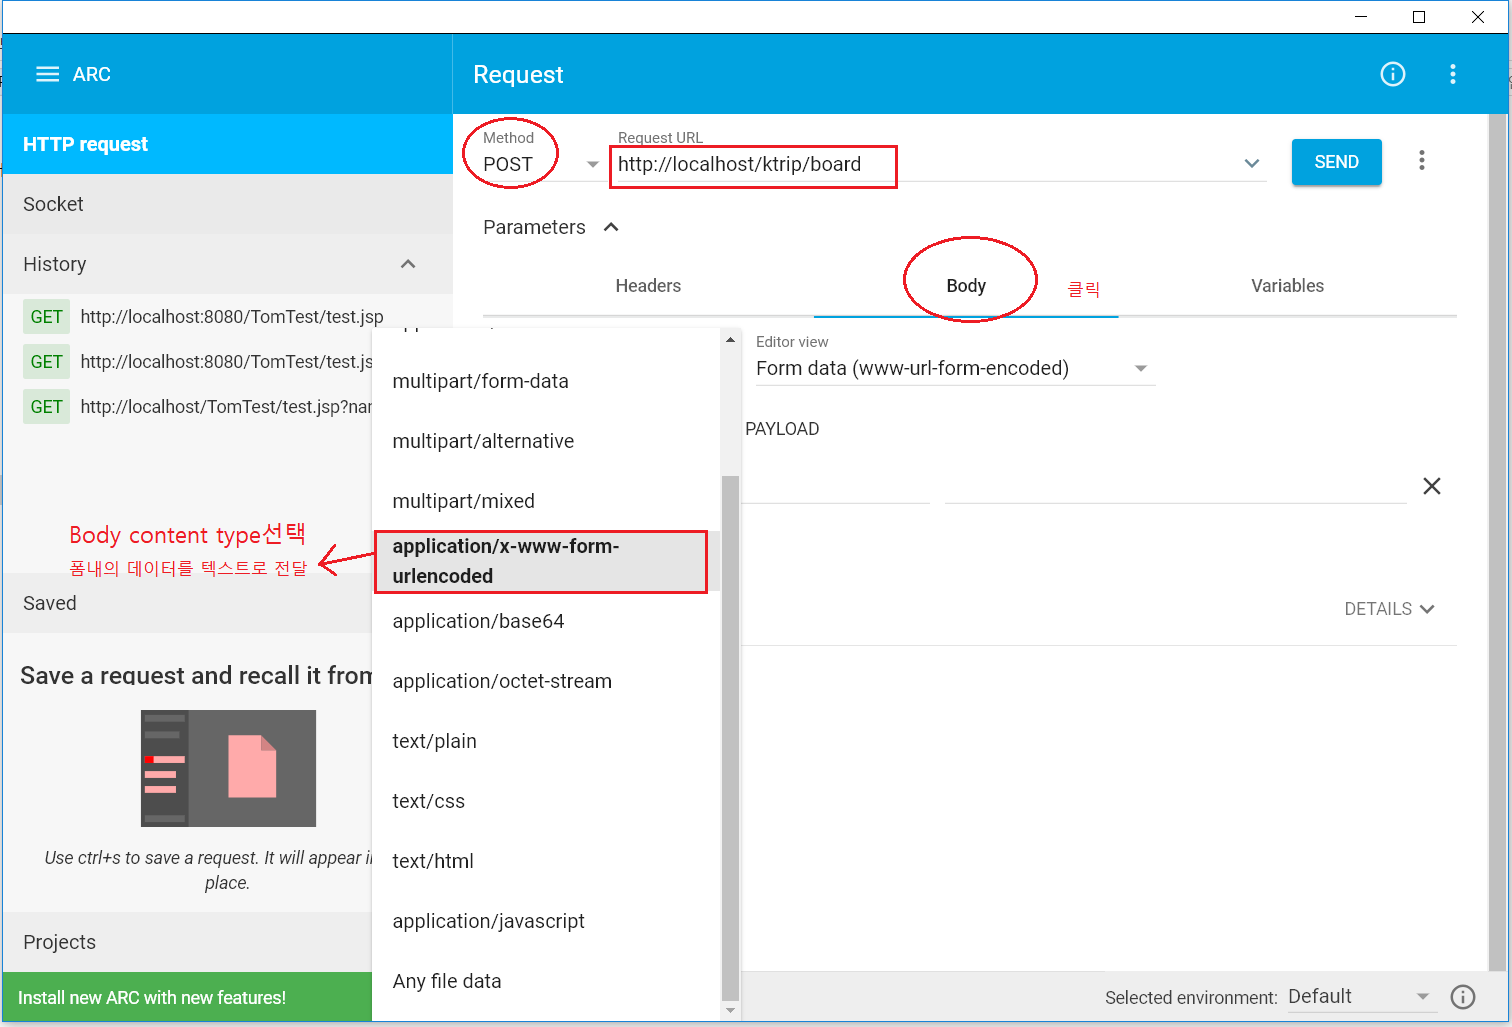 ARC
Request
HTTP request
Socket
History
GET http://localhost:8080/TomTest/test.jsp
GET http://localhost:8080/TomTest/test.js
GET http://localhost/TomTest/test.jsp?nar
Body content type선택
폼내의 데이터를 텍스트로 전달
Saved
Save a request and recall it from
Use ctrl+s to save a request. It will appear i
place.
Projects
Install new ARC with new features!
Method
POST
Request URL
http://localhost/ktrip/board
SEND
Parameters
Headers
Body
클릭
Variables
multipart/form-data
multipart/alternative
multipart/mixed
application/x-www-form-
urlencoded
application/base64
application/octet-stream
text/plain
text/css
text/html
application/javascript
Any file data
Editor view
Form data (www-url-form-encoded)
PAYLOAD
DETAILS
Selected environment: Default